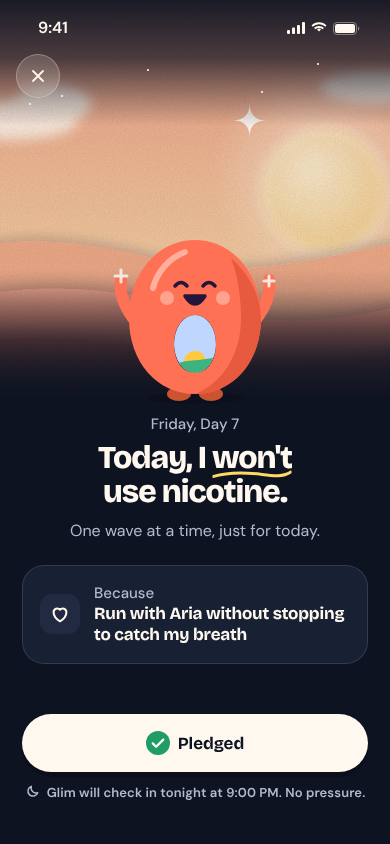 9:41
Friday, Day 7
Today, I won't
use nicotine.
One wave at a time, just for today.
Because
Run with Aria without stopping
to catch my breath
Pledged
Glim will check in tonight at 9:00 PM. No pressure.